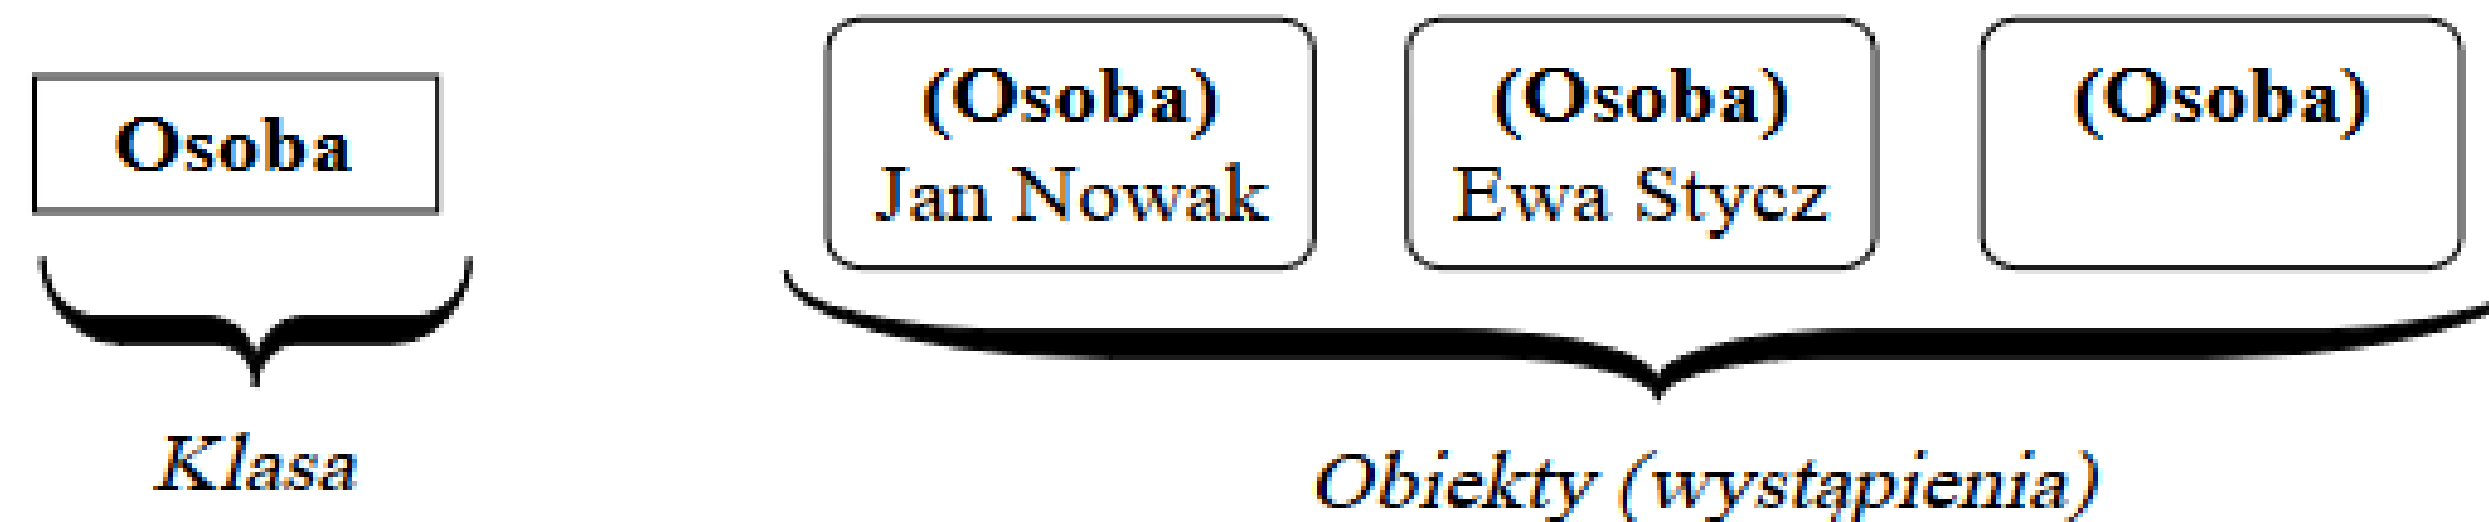 Osoba
Klasa
(Osoba)
Jan Nowak
(Osoba)
Ewa Stycz
(Osoba)
Obiekty (wystąpienia)